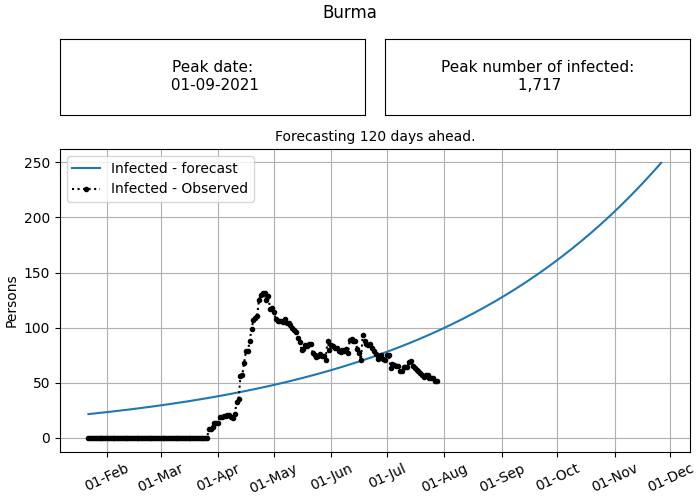 Burma
Peak date:
01-09-2021
Peak number of infected:
1,717
Forecasting 120 days ahead.
Infected - forecast
Infected - Observed
Persons
250
200
150
100
50
0
01-Feb
01-Mar
01-Apr
01-May
01-Jun
01-Jul
01-Aug
01-Sep
01-Oct
01-Nov
01-Dec